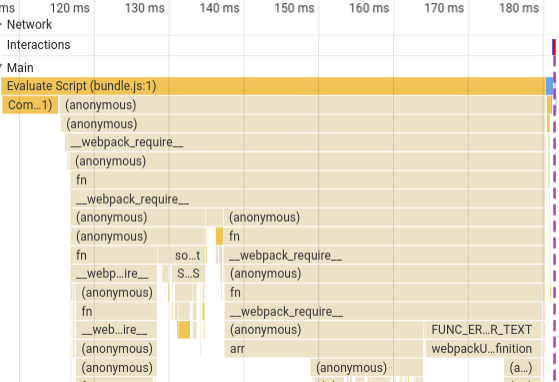 ms 120 ms 130 ms 140 ms 150 ms 160 ms 170 ms 180 ms
Network
Interactions
Main
Evaluate Script (bundle.js:1)
Com...1) (anonymous)
(anonymous)
__webpack_require__
(anonymous)
fn
__webpack_require__
(anonymous) (anonymous)
(anonymous) fn
fn so...t __webpack_require__
__webp...ire__ S...S (anonymous)
(anonymous) fn
fn __webpack_require__
__web...ire__ (anonymous) FUNC_ER...R_TEXT
(anonymous) arr webpackU...finition
(anonymous) (anonymous) (a...)